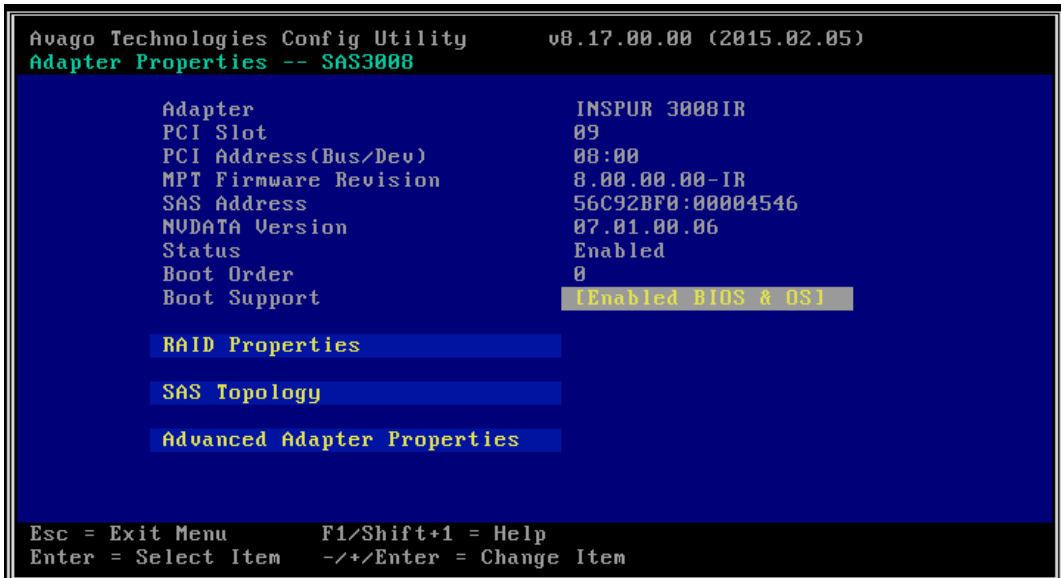 Avago Technologies Config Utility v8.17.00.00 (2015.02.05)
Adapter Properties -- SAS3008
Adapter INSPUR 3008IR
PCI Slot 09
PCI Address(Bus/Dev) 08:00
MPT Firmware Revision 8.00.00.00-IR
SAS Address 56C92BF0:00004546
NVDATA Version 07.01.00.06
Status Enabled
Boot Order 0
Boot Support [Enabled BIOS & OS]
RAID Properties
SAS Topology
Advanced Adapter Properties
Esc = Exit Menu F1/Shift+1 = Help
Enter = Select Item -/+/Enter = Change Item